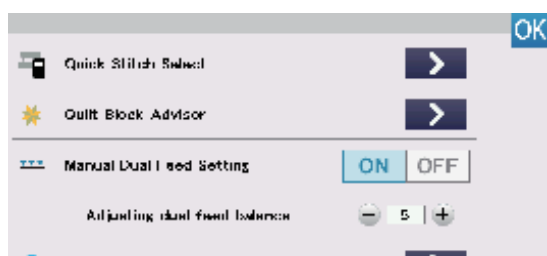 OK
Quick Stitch Select
Quilt Block Advisor
Manual Dual Feed Setting
ON OFF
Adjusting dual feed balance
5